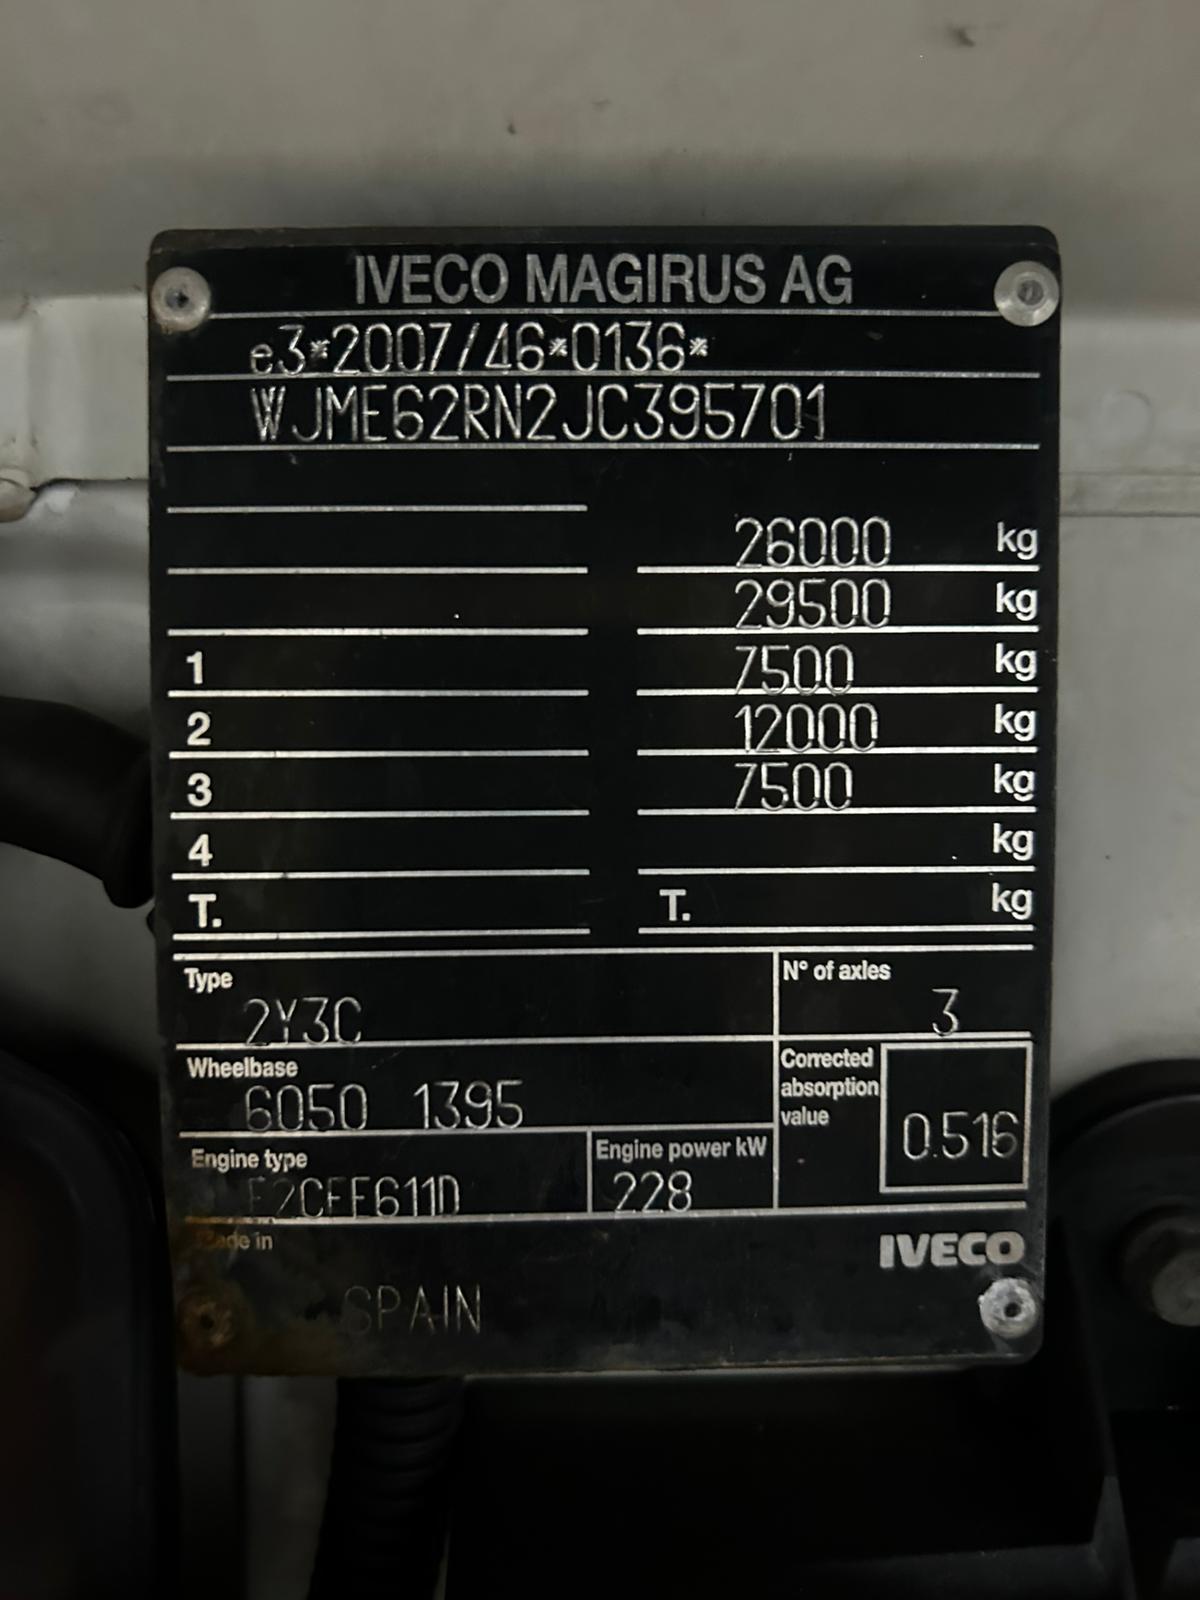 IVECO MAGIRUS AG
e3*2007/46*0136*
WJME62RN2JC395701
26000 kg
29500 kg
1 7500 kg
2 12000 kg
3 7500 kg
4 kg
T. T. kg
Type 2Y3C
N° of axles 3
Wheelbase 6050 1395
Corrected absorption value 0.516
Engine type F2CFE611D
Engine power kW 228
Made in SPAIN
IVECO